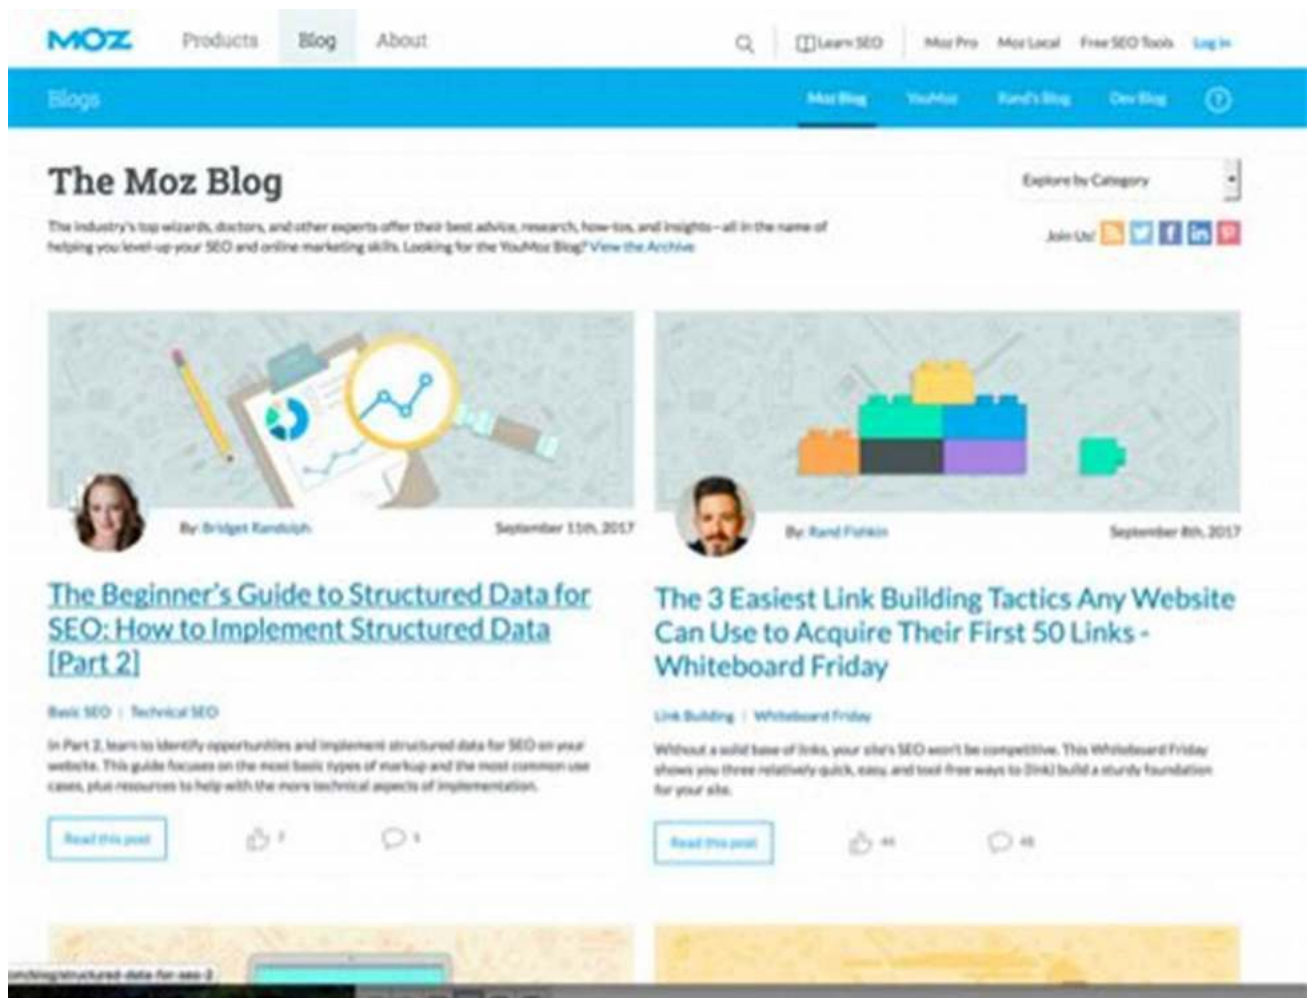 MOZ Products Blog About Learn SEO Moz Pro Moz Local Free SEO Tools Log in
Blogs Moz Blog YouMoz Rand's Blog Dev Blog ?
The Moz Blog
Explore by Category
The industry's top wizards, doctors, and other experts offer their best advice, research, how-tos, and insights—all in the name of
helping you level-up your SEO and online marketing skills. Looking for the YouMoz Blog? View the Archive
Join Us!
By: Bridget Randolph September 11th, 2017
The Beginner's Guide to Structured Data for
SEO: How to Implement Structured Data
[Part 2]
Basic SEO | Technical SEO
In Part 2, learn to identify opportunities and implement structured data for SEO on your
website. This guide focuses on the most basic types of markup and the most common use
cases, plus resources to help with the more technical aspects of implementation.
Read this post
By: Rand Fishkin September 8th, 2017
The 3 Easiest Link Building Tactics Any Website
Can Use to Acquire Their First 50 Links -
Whiteboard Friday
Link Building | Whiteboard Friday
Without a solid base of links, your site's SEO won't be competitive. This Whiteboard Friday
shows you three relatively quick, easy, and tool-free ways to (link) build a sturdy foundation
for your site.
Read this post
structured-data-for-seo-2